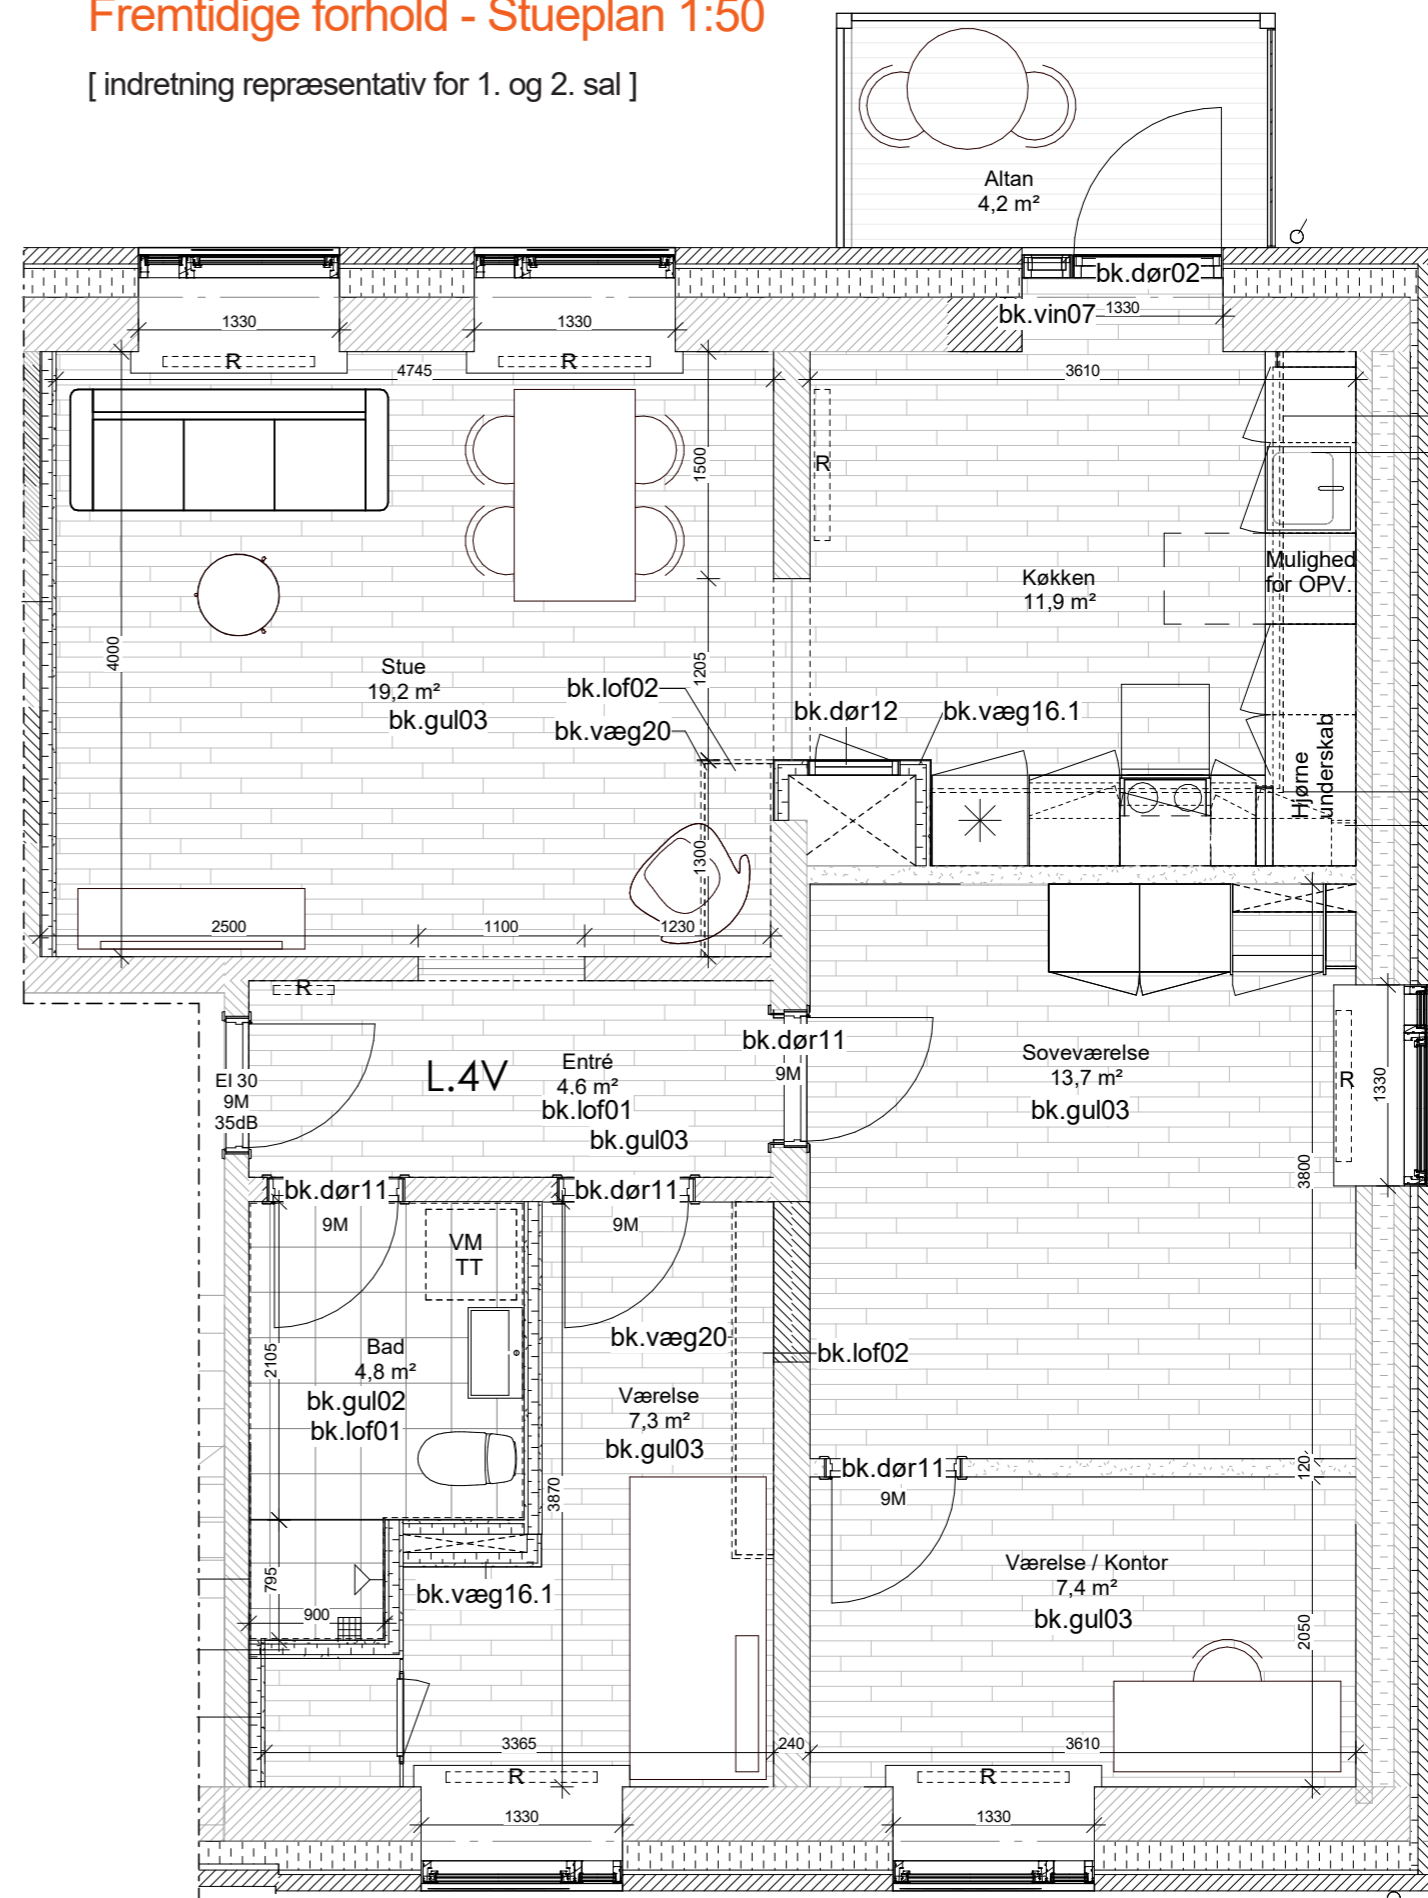 Fremtidige forhold - Stueplan 1:50
[ indretning repræsentativ for 1. og 2. sal ]
Altan
4,2 m²
bk.dør02
bk.vin07
1330
1330
1330
R
R
4745
3610
1500
R
Mulighed
for OPV.
Køkken
11,9 m²
4000
Stue
19,2 m²
bk.gul03
1205
bk.lof02
bk.væg20
bk.dør12
bk.væg16.1
Hjørne
underskab
1300
2500
1100
1230
R
bk.dør11
9M
EI 30
9M
35dB
L.4V
Entré
4.6 m²
bk.lof01
bk.gul03
Soveværelse
13,7 m²
bk.gul03
R
1330
3800
bk.dør11
9M
bk.dør11
9M
VM
TT
2105
Bad
4,8 m²
bk.gul02
bk.lof01
bk.væg20
bk.lof02
Værelse
7,3 m²
bk.gul03
3870
bk.dør11
9M
120
795
900
bk.væg16.1
Værelse / Kontor
7,4 m²
bk.gul03
2050
3365
240
3610
R
R
1330
1330